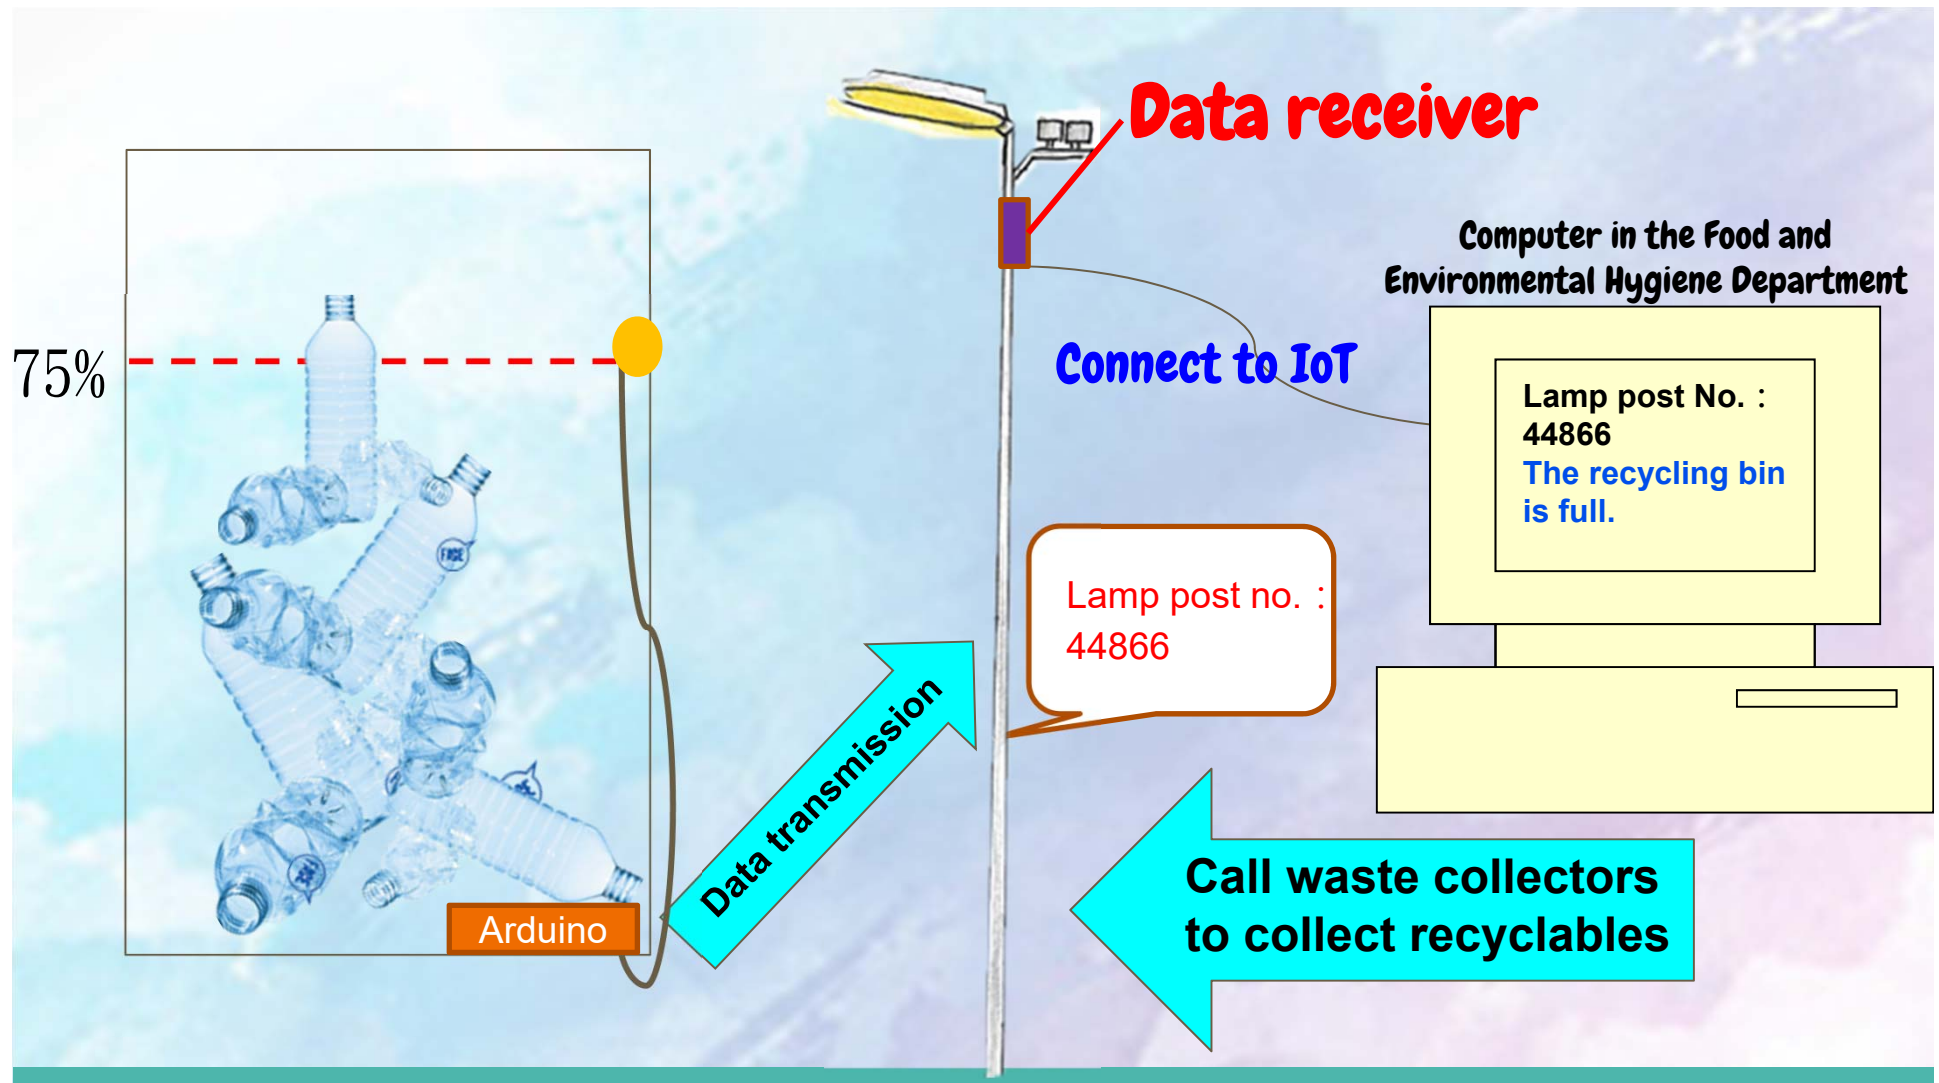 Data receiver
Computer in the Food and
Environmental Hygiene Department
75%
Connect to IoT
Lamp post No. :
44866
The recycling bin
is full.
Lamp post no. :
44866
Data transmission
Call waste collectors
to collect recyclables
Arduino